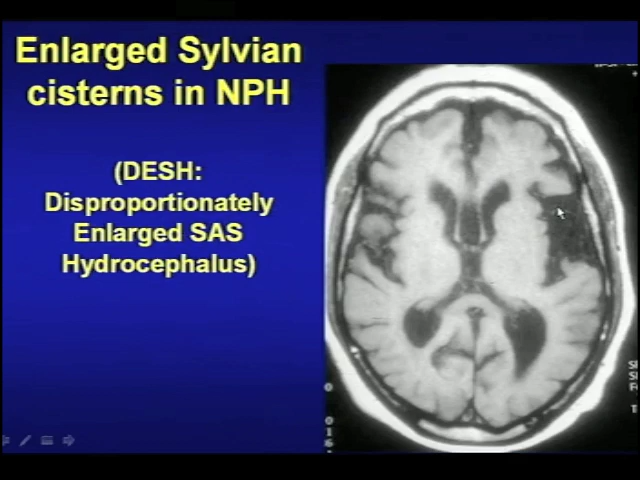 Enlarged Sylvian
cisterns in NPH
(DESH:
Disproportionately
Enlarged SAS
Hydrocephalus)